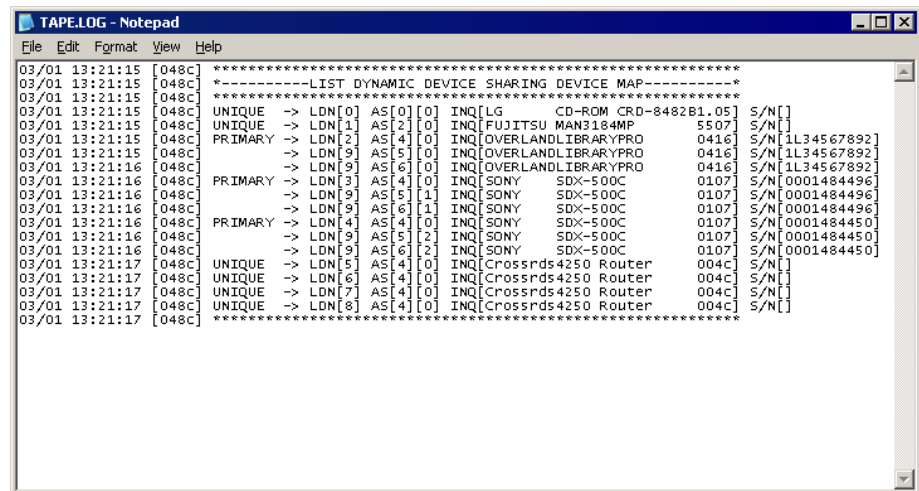 TAPE.LOG - Notepad
File Edit Format View Help
03/01 13:21:15 [048c] *************************************************************
03/01 13:21:15 [048c] *----------LIST DYNAMIC DEVICE SHARING DEVICE MAP----------*
03/01 13:21:15 [048c] *************************************************************
03/01 13:21:15 [048c] UNIQUE -> LDN[0] AS[0][0] INQ[LG CD-ROM CRD-8482B1.05] S/N[]
03/01 13:21:15 [048c] UNIQUE -> LDN[1] AS[2][0] INQ[FUJITSU MAN3184MP 5507] S/N[]
03/01 13:21:15 [048c] PRIMARY -> LDN[2] AS[4][0] INQ[OVERLANDLIBRARYPRO 0416] S/N[1L34567892]
03/01 13:21:15 [048c] -> LDN[9] AS[5][0] INQ[OVERLANDLIBRARYPRO 0416] S/N[1L34567892]
03/01 13:21:16 [048c] -> LDN[9] AS[6][0] INQ[OVERLANDLIBRARYPRO 0416] S/N[1L34567892]
03/01 13:21:16 [048c] PRIMARY -> LDN[3] AS[4][0] INQ[SONY SDX-500C 0107] S/N[0001484496]
03/01 13:21:16 [048c] -> LDN[9] AS[5][1] INQ[SONY SDX-500C 0107] S/N[0001484496]
03/01 13:21:16 [048c] -> LDN[9] AS[6][1] INQ[SONY SDX-500C 0107] S/N[0001484496]
03/01 13:21:16 [048c] PRIMARY -> LDN[4] AS[4][0] INQ[SONY SDX-500C 0107] S/N[0001484450]
03/01 13:21:16 [048c] -> LDN[9] AS[5][2] INQ[SONY SDX-500C 0107] S/N[0001484450]
03/01 13:21:16 [048c] -> LDN[9] AS[6][2] INQ[SONY SDX-500C 0107] S/N[0001484450]
03/01 13:21:17 [048c] UNIQUE -> LDN[5] AS[4][0] INQ[Crossrds4250 Router 004c] S/N[]
03/01 13:21:17 [048c] UNIQUE -> LDN[6] AS[4][0] INQ[Crossrds4250 Router 004c] S/N[]
03/01 13:21:17 [048c] UNIQUE -> LDN[7] AS[4][0] INQ[Crossrds4250 Router 004c] S/N[]
03/01 13:21:17 [048c] UNIQUE -> LDN[8] AS[4][0] INQ[Crossrds4250 Router 004c] S/N[]
03/01 13:21:17 [048c] *************************************************************